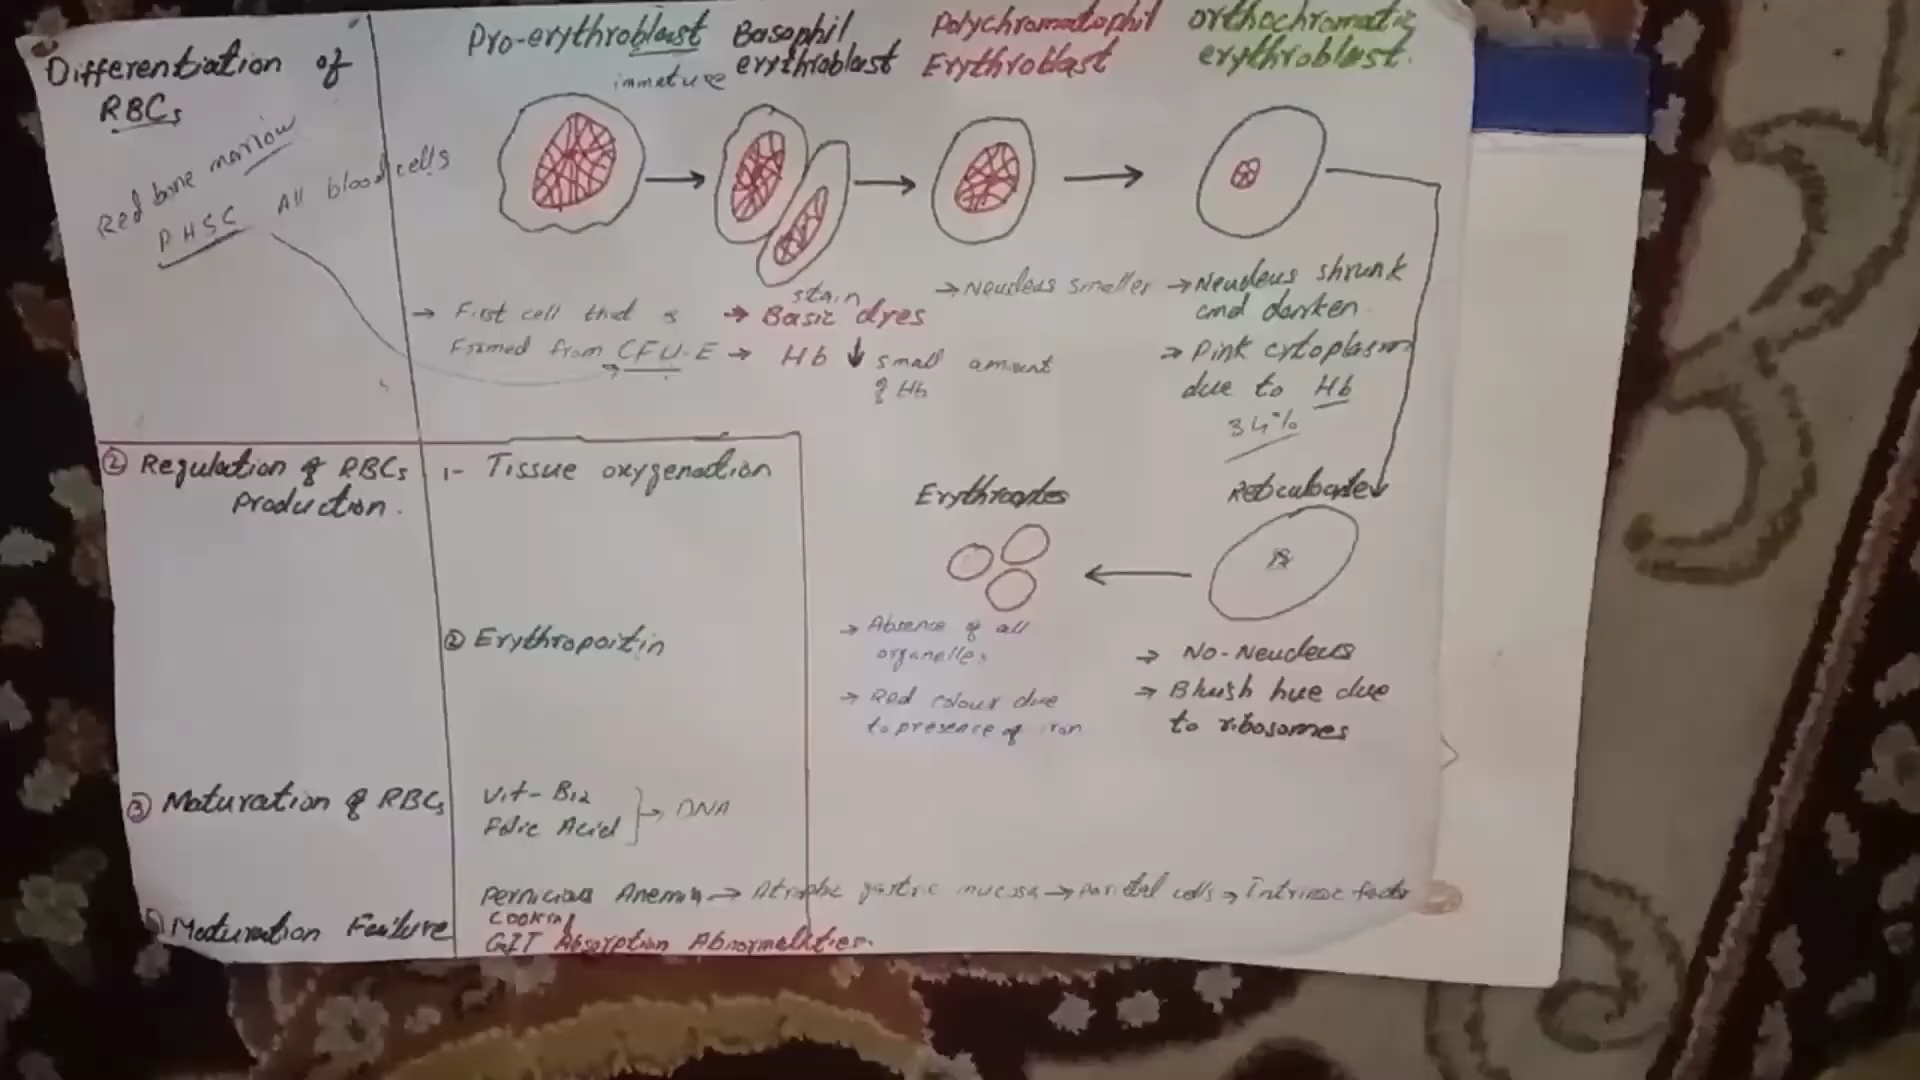 Differentiation of
RBCs
Red bone marrow
PHSC All blood cells
Pro-erythroblast
immature
Basophil
erythroblast
Polychromatophil
Erythroblast
orthochromatic
erythroblast.
→ First cell that is
Formed from CFU-E
stain
→ Basic dyes
→ Hb ↓ small amount
of Hb
→ Neucleus smaller
→ Neucleus shrunk
and darken
→ Pink cytoplasm
due to Hb
34%
② Regulation of RBCs
Production.
1- Tissue oxygenation
② Erythropoitin
Erythrocytes
→ Absence of all
organelles
→ Red colour due
to presence of iron
Reticulocyte
→ No-Neucleus
→ Bluish hue due
to ribosomes
③ Maturation of RBCs
Vit- B12
Folic Acid
→ DNA
Maturation Failure
Pernicious Anemia → Atrophic gastric mucosa → parietal cells → Intrinsic factor
Cooking
GIT Absorption Abnormalities.